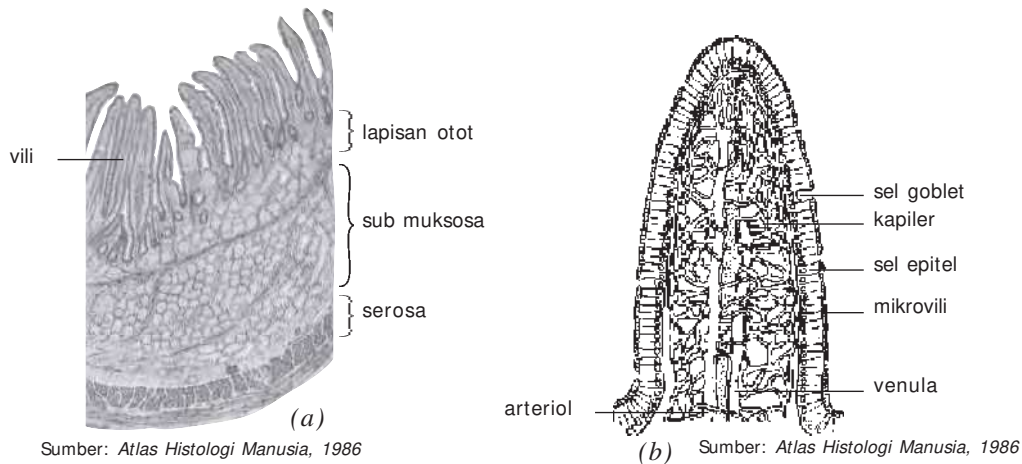 vili
lapisan otot
sub muksosa
serosa
(a)
Sumber: Atlas Histologi Manusia, 1986
sel goblet
kapiler
sel epitel
mikrovili
venula
arteriol
(b)
Sumber: Atlas Histologi Manusia, 1986